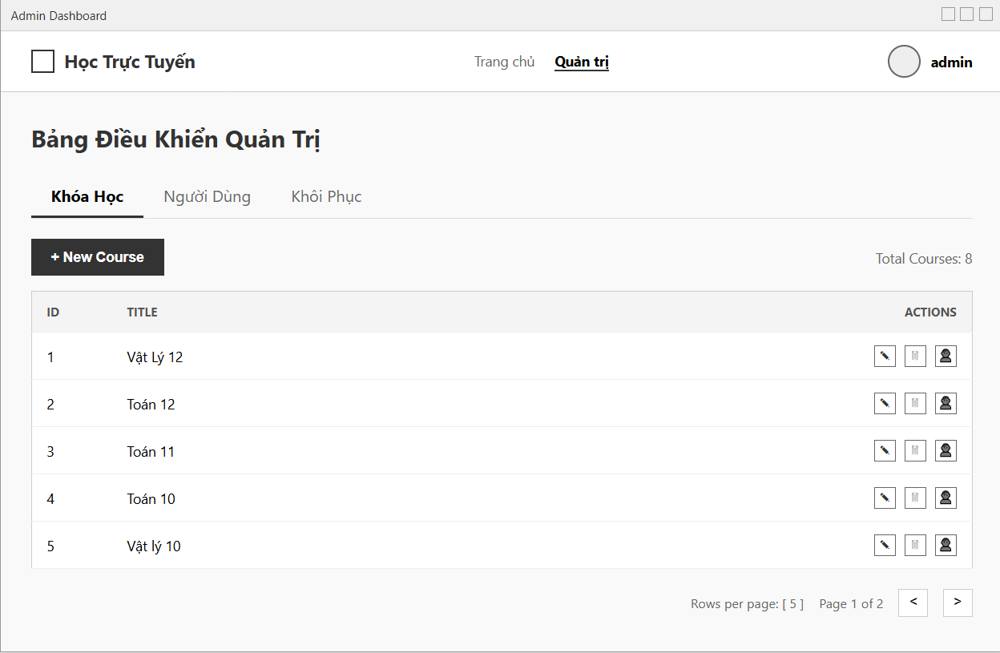 Admin Dashboard
Học Trực Tuyến Trang chủ Quản trị admin
Bảng Điều Khiển Quản Trị
Khóa Học Người Dùng Khôi Phục
+ New Course Total Courses: 8
ID TITLE ACTIONS
1 Vật Lý 12
2 Toán 12
3 Toán 11
4 Toán 10
5 Vật lý 10
Rows per page: [ 5 ] Page 1 of 2 < >